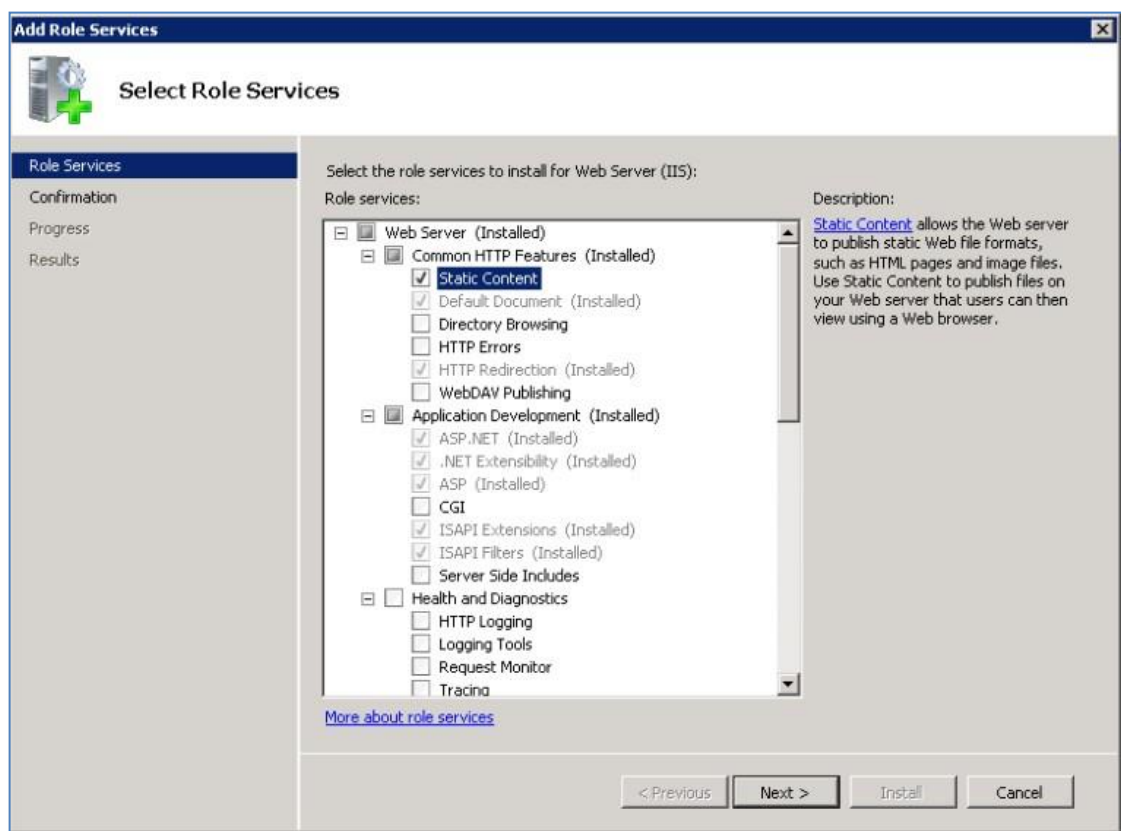 Add Role Services
Select Role Services
Role Services
Confirmation
Progress
Results
Select the role services to install for Web Server (IIS):
Role services:
Web Server (Installed)
Common HTTP Features (Installed)
Static Content
Default Document (Installed)
Directory Browsing
HTTP Errors
HTTP Redirection (Installed)
WebDAV Publishing
Application Development (Installed)
ASP.NET (Installed)
.NET Extensibility (Installed)
ASP (Installed)
CGI
ISAPI Extensions (Installed)
ISAPI Filters (Installed)
Server Side Includes
Health and Diagnostics
HTTP Logging
Logging Tools
Request Monitor
Tracing
More about role services
Description:
Static Content allows the Web server
to publish static Web file formats,
such as HTML pages and image files.
Use Static Content to publish files on
your Web server that users can then
view using a Web browser.
< Previous
Next >
Install
Cancel